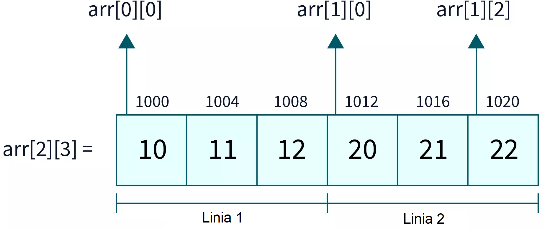 arr[0][0] arr[1][0] arr[1][2]
1000 1004 1008 1012 1016 1020
arr[2][3] = 10 11 12 20 21 22
Linia 1 Linia 2